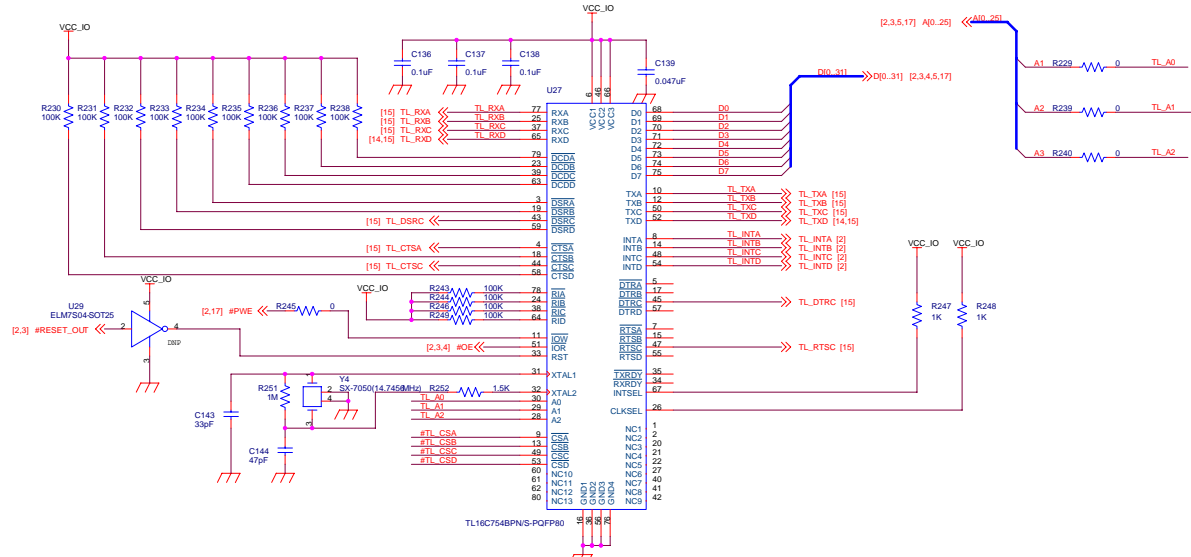 VCC_IO
VCC_IO
[2,3,5,17] A[0..25]
A[0..25]
C136
0.1uF
C137
0.1uF
C138
0.1uF
C139
0.047uF
D[0..31]
D[0..31] [2,3,4,5,17]
A1 R229 0 TL_A0
A2 R239 0 TL_A1
A3 R240 0 TL_A2
R230
100K
R231
100K
R232
100K
R233
100K
R234
100K
R235
100K
R236
100K
R237
100K
R238
100K
U27
6 VCC1
46 VCC2
66 VCC3
[15] TL_RXA TL_RXA 77 RXA
[15] TL_RXB TL_RXB 25 RXB
[15] TL_RXC TL_RXC 37 RXC
[14,15] TL_RXD TL_RXD 65 RXD
79 DCDA
23 DCDB
39 DCDC
63 DCDD
3 DSRA
19 DSRB
[15] TL_DSRC 43 DSRC
59 DSRD
[15] TL_CTSA 4 CTSA
18 CTSB
[15] TL_CTSC 44 CTSC
58 CTSD
VCC_IO
VCC_IO
R243 100K 78 RIA
R244 100K 24 RIB
R246 100K 38 RIC
R249 100K 64 RID
U29
ELM7S04-SOT25
5
[2,3] #RESET_OUT 2
4
DNP
3
[2,17] #PWE R245 0
11 IOW
[2,3,4] #OE 51 IOR
33 RST
31 XTAL1
32 XTAL2
R251
1M
1
Y4
SX-7050(14.7456MHz)
2
4
3
R252 1.5K
C143
33pF
C144
47pF
TL_A0 30 A0
TL_A1 29 A1
TL_A2 28 A2
#TL_CSA 9 CSA
#TL_CSB 13 CSB
#TL_CSC 49 CSC
#TL_CSD 53 CSD
60 NC10
61 NC11
62 NC12
80 NC13
D0 68 D0
D1 69 D1
D2 70 D2
D3 71 D3
D4 72 D4
D5 73 D5
D6 74 D6
D7 75 D7
TXA 10 TL_TXA TL_TXA [15]
TXB 12 TL_TXB TL_TXB [15]
TXC 50 TL_TXC TL_TXC [15]
TXD 52 TL_TXD TL_TXD [14,15]
INTA 8 TL_INTA TL_INTA [2]
INTB 14 TL_INTB TL_INTB [2]
INTC 48 TL_INTC TL_INTC [2]
INTD 54 TL_INTD TL_INTD [2]
DTRA 5
DTRB 17
DTRC 45 TL_DTRC [15]
DTRD 57
RTSA 7
RTSB 15
RTSC 47 TL_RTSC [15]
RTSD 55
TXRDY 35
RXRDY 34
INTSEL 67
CLKSEL 26
VCC_IO
VCC_IO
R247
1K
R248
1K
NC1 1
NC2 2
NC3 20
NC4 21
NC5 22
NC6 27
NC7 40
NC8 41
NC9 42
GND1 16
GND2 36
GND3 56
GND4 76
TL16C754BPN/S-PQFP80